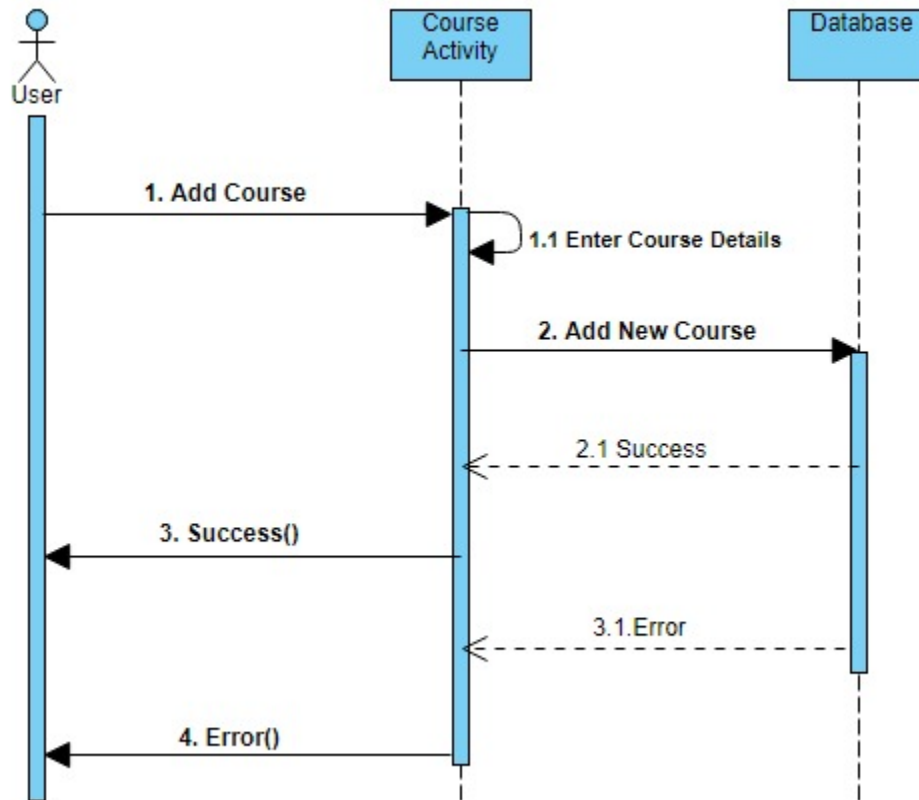 Course
Activity
Database
User
1. Add Course
1.1 Enter Course Details
2. Add New Course
2.1 Success
3. Success()
3.1.Error
4. Error()